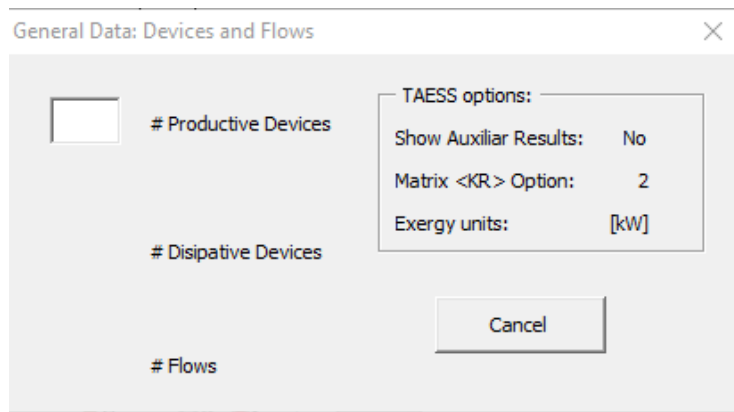 General Data: Devices and Flows
# Productive Devices
TAESS options:
Show Auxiliar Results: No
Matrix <KR> Option: 2
Exergy units: [kW]
# Disipative Devices
Cancel
# Flows